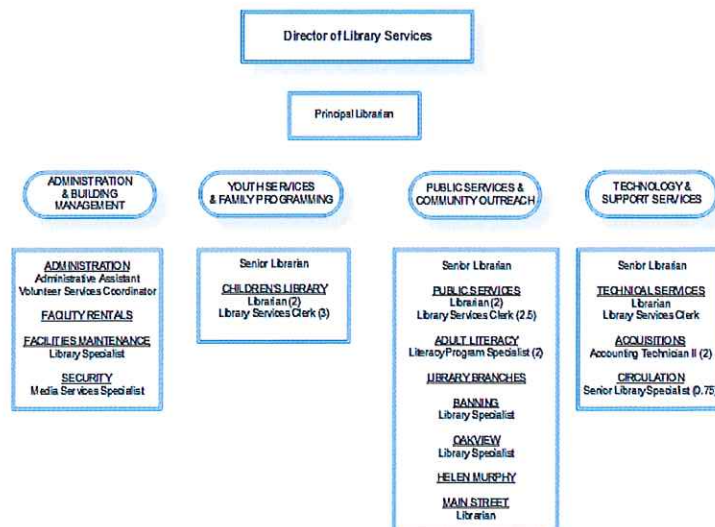 Director of Library Services
Principal Librarian
ADMINISTRATION
& BUILDING
MANAGEMENT
YOUTH SERVICES
& FAMILY PROGRAMMING
PUBLIC SERVICES &
COMMUNITY OUTREACH
TECHNOLOGY &
SUPPORT SERVICES
ADMINISTRATION
Administrative Assistant
Volunteer Services Coordinator
FACILITY RENTALS
FACILITIES MAINTENANCE
Library Specialist
SECURITY
Media Services Specialist
Senior Librarian
CHILDREN'S LIBRARY
Librarian (2)
Library Services Clerk (3)
Senior Librarian
PUBLIC SERVICES
Librarian (2)
Library Services Clerk (2.5)
ADULT LITERACY
Literacy Program Specialist (2)
LIBRARY BRANCHES
BANNING
Library Specialist
OAKVIEW
Library Specialist
HELEN MURPHY
MAIN STREET
Librarian
Senior Librarian
TECHNICAL SERVICES
Librarian
Library Services Clerk
ACQUISITIONS
Accounting Technician II (2)
CIRCULATION
Senior Library Specialist (0.75)